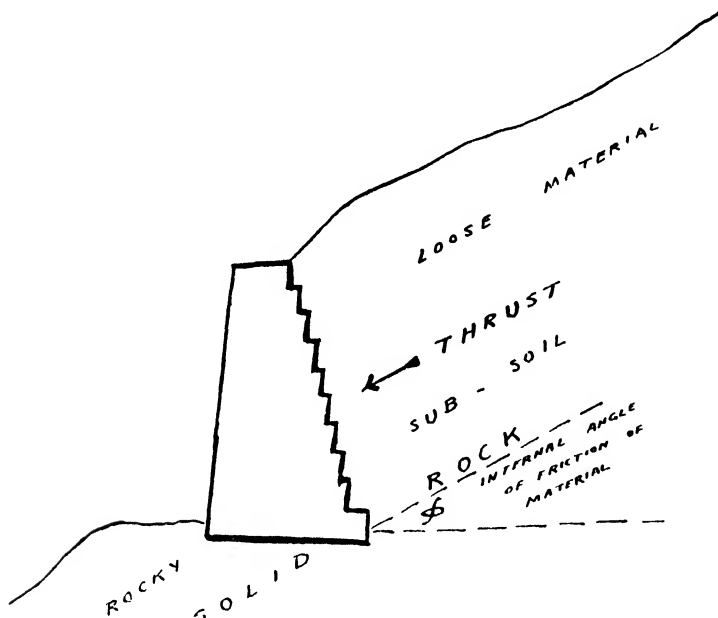 LOOSE MATERIAL
THRUST
SUB - SOIL
ROCK
ϕ INTERNAL ANGLE
OF FRICTION OF
MATERIAL
ROCKY
SOLID